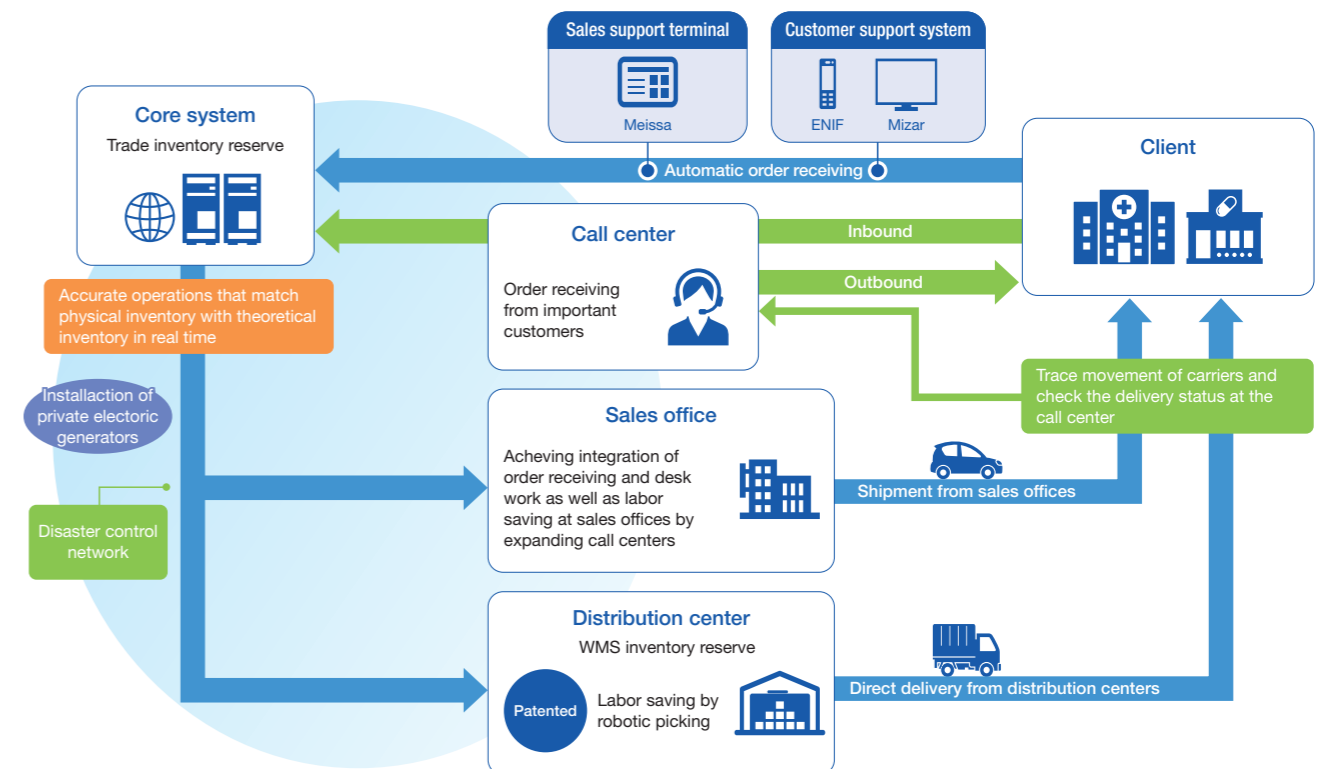 Sales support terminal
Meissa
Customer support system
ENIF
Mizar
Core system
Trade inventory reserve
Client
Automatic order receiving
Call center
Order receiving
from important
customers
Inbound
Outbound
Accurate operations that match
physical inventory with theoretical
inventory in real time
Installaction of
private electoric
generators
Disaster control
network
Trace movement of carriers and
check the delivery status at the
call center
Sales office
Acheving integration of
order receiving and desk
work as well as labor
saving at sales offices by
expanding call centers
Shipment from sales offices
Distribution center
WMS inventory reserve
Patented
Labor saving by
robotic picking
Direct delivery from distribution centers